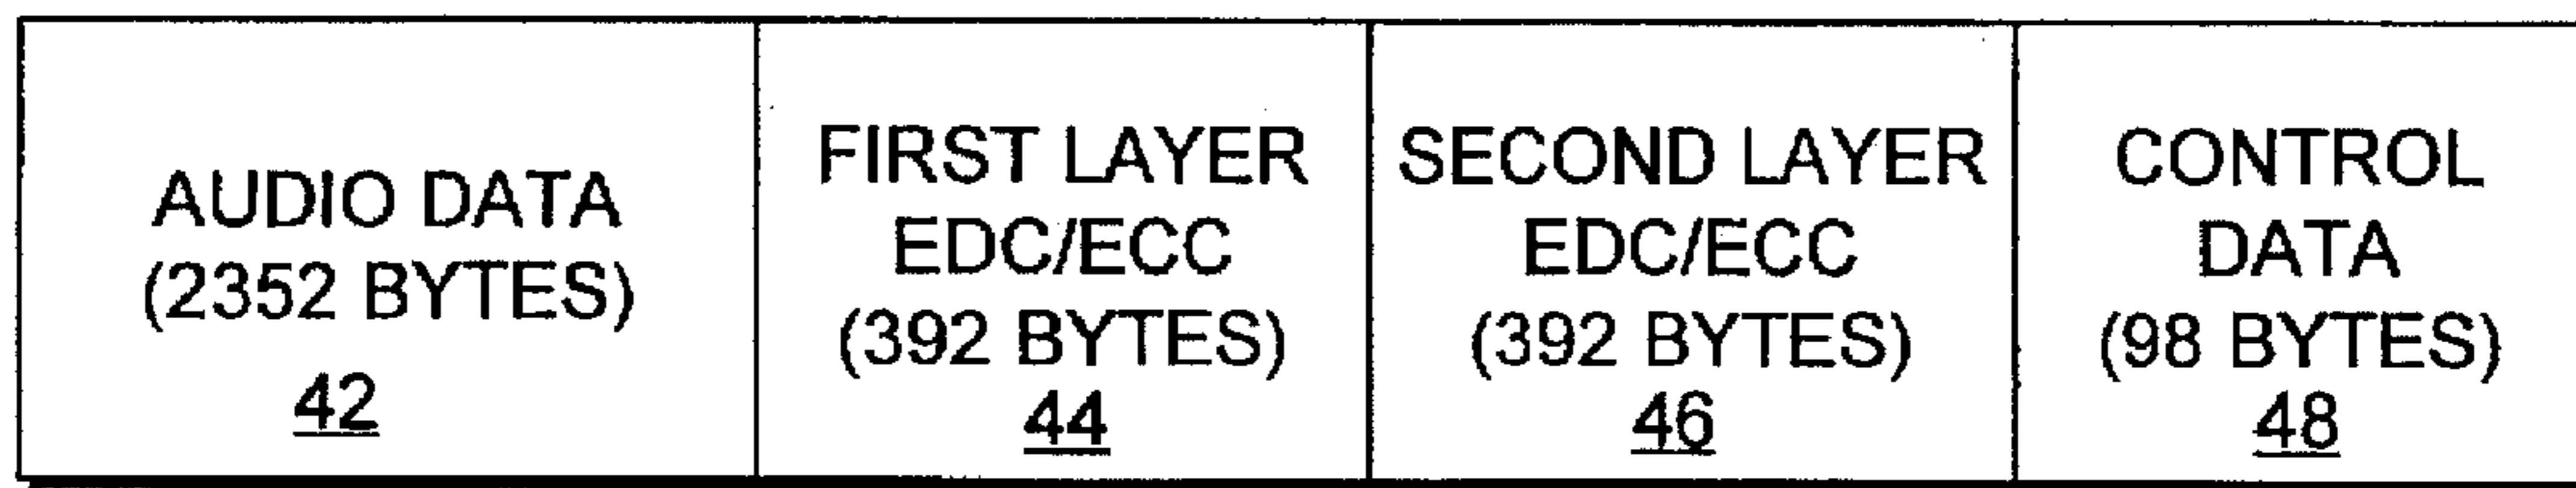 AUDIO DATA
(2352 BYTES)
42
FIRST LAYER
EDC/ECC
(392 BYTES)
44
SECOND LAYER
EDC/ECC
(392 BYTES)
46
CONTROL
DATA
(98 BYTES)
48